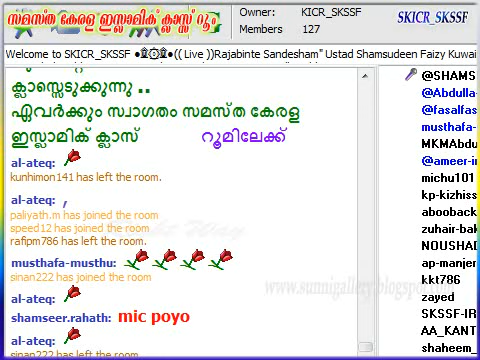 സമസ്ത കേരള ഇസ്ലാമിക് ക്ലാസ്സ് റൂം
Owner: KICR_SKSSF
Members 127
SKICR_SKSSF
Welcome to SKICR_SKSSF ●۩۞۩●(( Live ))Rajabinte Sandesham" Ustad Shamsudeen Faizy Kuwai
ക്ലാസ്സെടുക്കുന്നു ..
ഏവർക്കും സ്വാഗതം സമസ്ത കേരള
ഇസ്ലാമിക് ക്ലാസ് റൂമിലേക്ക്
al-ateq:
kunhimon141 has left the room.
al-ateq: ,
paliyath.m has joined the room
speed12 has joined the room
rafipm786 has left the room.
musthafa-musthu:
sinan222 has joined the room
al-ateq:
shamseer.rahath: mic poyo
al-ateq:
sinan222 has left the room.
www.sunnigallery.blogspot.com
@SHAMS
@Abdulla-
@fasalfas
musthafa-
MKMAbdu
@ameer-ir
michu101
kp-kizhiss
abooback
zuhair-bak
NOUSHAD
ap-manjer
kkt786
zayed
SKSSF-IR
AA_KANT
shaheem_